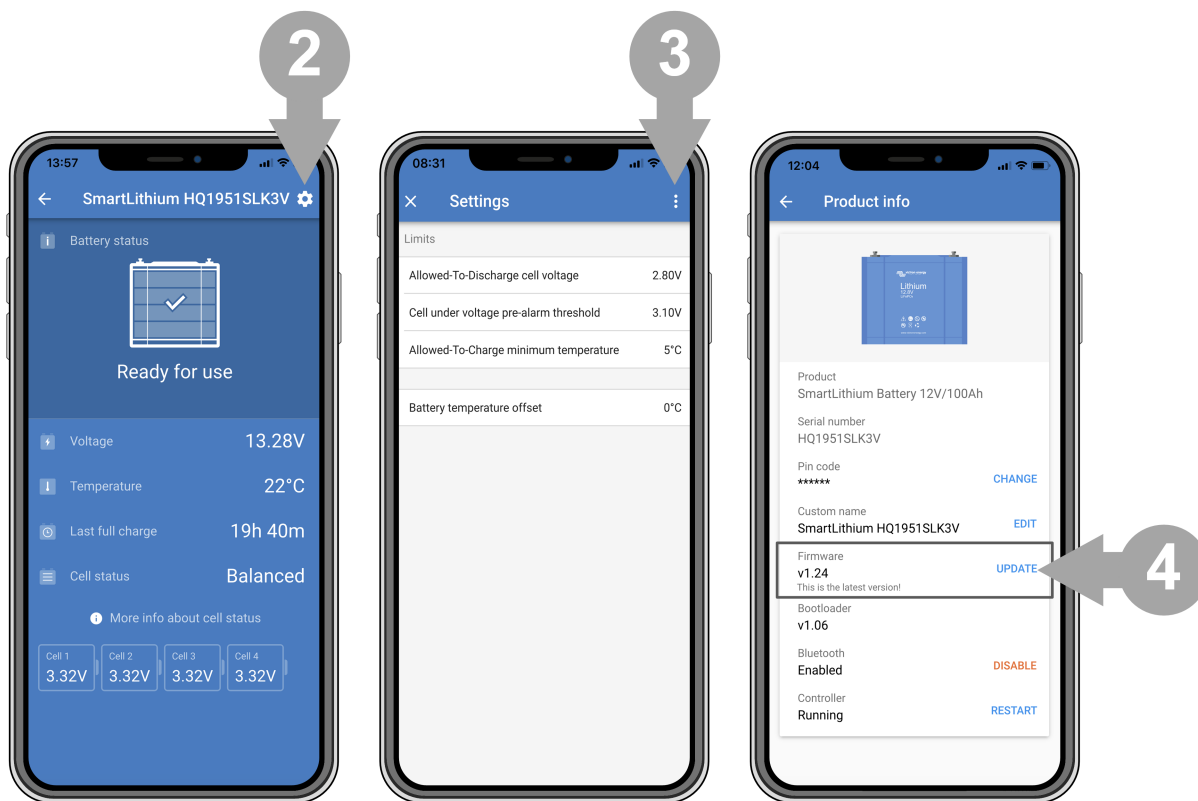 2
3
4
13:57
SmartLithium HQ1951SLK3V
Battery status
Ready for use
Voltage 13.28V
Temperature 22°C
Last full charge 19h 40m
Cell status Balanced
More info about cell status
Cell 1 Cell 2 Cell 3 Cell 4
3.32V 3.32V 3.32V 3.32V
08:31
Settings
Limits
Allowed-To-Discharge cell voltage 2.80V
Cell under voltage pre-alarm threshold 3.10V
Allowed-To-Charge minimum temperature 5°C
Battery temperature offset 0°C
12:04
Product info
Lithium
12.8V
Product
SmartLithium Battery 12V/100Ah
Serial number
HQ1951SLK3V
Pin code
****** CHANGE
Custom name
SmartLithium HQ1951SLK3V EDIT
Firmware
v1.24 UPDATE
This is the latest version!
Bootloader
v1.06
Bluetooth
Enabled DISABLE
Controller
Running RESTART